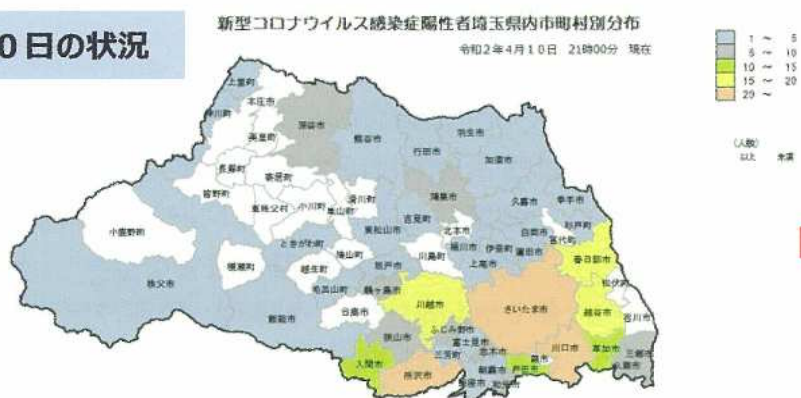 0日の状況
新型コロナウイルス感染症陽性者埼玉県内市町村別分布
令和2年4月10日 21時00分 現在
1 ～ 5
5 ～ 10
10 ～ 15
15 ～ 20
20 ～
(人数)
以上 未満
上里町
神川町
本庄市
美里町
深谷市
熊谷市
行田市
羽生市
加須市
長瀞町
寄居町
皆野町
東秩父村
小川町
嵐山町
滑川町
鴻巣市
久喜市
幸手市
吉見町
東松山市
北本市
白岡市
杉戸町
宮代町
小鹿野町
ときがわ町
鳩山町
川島町
桶川市
伊奈町
蓮田市
上尾市
春日部市
秩父市
横瀬町
越生町
坂戸市
毛呂山町
鶴ヶ島市
松伏町
日高市
川越市
さいたま市
越谷市
吉川市
飯能市
ふじみ野市
狭山市
富士見市
三芳町
志木市
川口市
草加市
三郷市
蕨市
八潮市
入間市
所沢市
朝霞市
戸田市
新座市
和光市